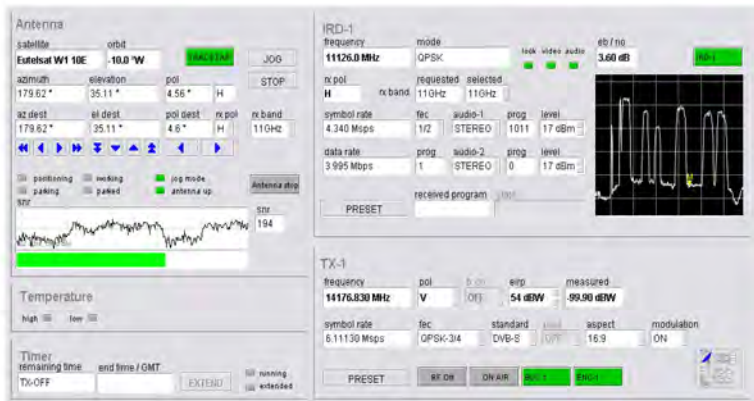 Antenna
satellite orbit
Eutelsat W1 10E -10.0 °W JOG
azimuth elevation pol STOP
179.62 ° 35.11 ° 4.56 ° H
az dest el dest pol dest rx pol rx band
179.62 ° 35.11 ° 4.6 ° H 11GHz
positioning working jog mode
parking parked antenna up Antenna stop
snr
snr
194
Temperature
high low
Timer
remaining time end time / GMT
TX-OFF EXTEND
running
extended
IRD-1
frequency mode lock video audio eb / no
11126.0 MHz QPSK 3.60 dB IRD-1
rx pol requested selected
H rx band 11GHz 11GHz
symbol rate fec audio-1 prog level
4.340 Msps 1/2 STEREO 1011 17 dBm
data rate prog audio-2 prog level
3.995 Mbps 1 STEREO 0 17 dBm
received program
PRESET
TX-1
frequency pol eirp measured
14176.830 MHz V OFF 54 dBW -99.90 dBW
symbol rate fec standard aspect modulation
6.11130 Msps QPSK-3/4 DVB-S OFF 16:9 ON
PRESET RF ON ON AIR ENC-1